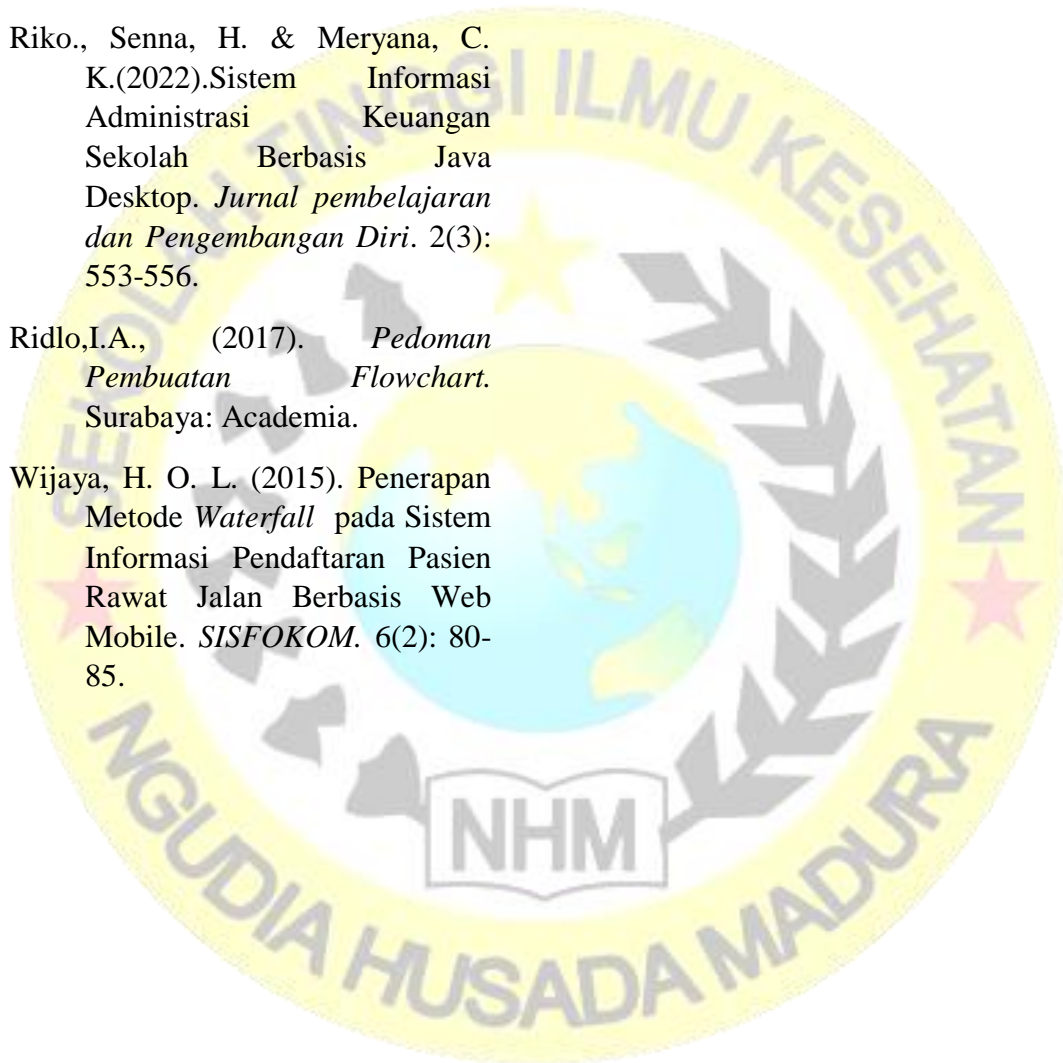 Riko., Senna, H. & Meryana, C.
K.(2022).Sistem Informasi
Administrasi Keuangan
Sekolah Berbasis Java
Desktop. Jurnal pembelajaran
dan Pengembangan Diri. 2(3):
553-556.
Ridlo,I.A., (2017). Pedoman
Pembuatan Flowchart.
Surabaya: Academia.
Wijaya, H. O. L. (2015). Penerapan
Metode Waterfall pada Sistem
Informasi Pendaftaran Pasien
Rawat Jalan Berbasis Web
Mobile. SISFOKOM. 6(2): 80-
85.
SEKOLAH TINGGI ILMU KESEHATAN
NHM
NGUDIA HUSADA MADURA